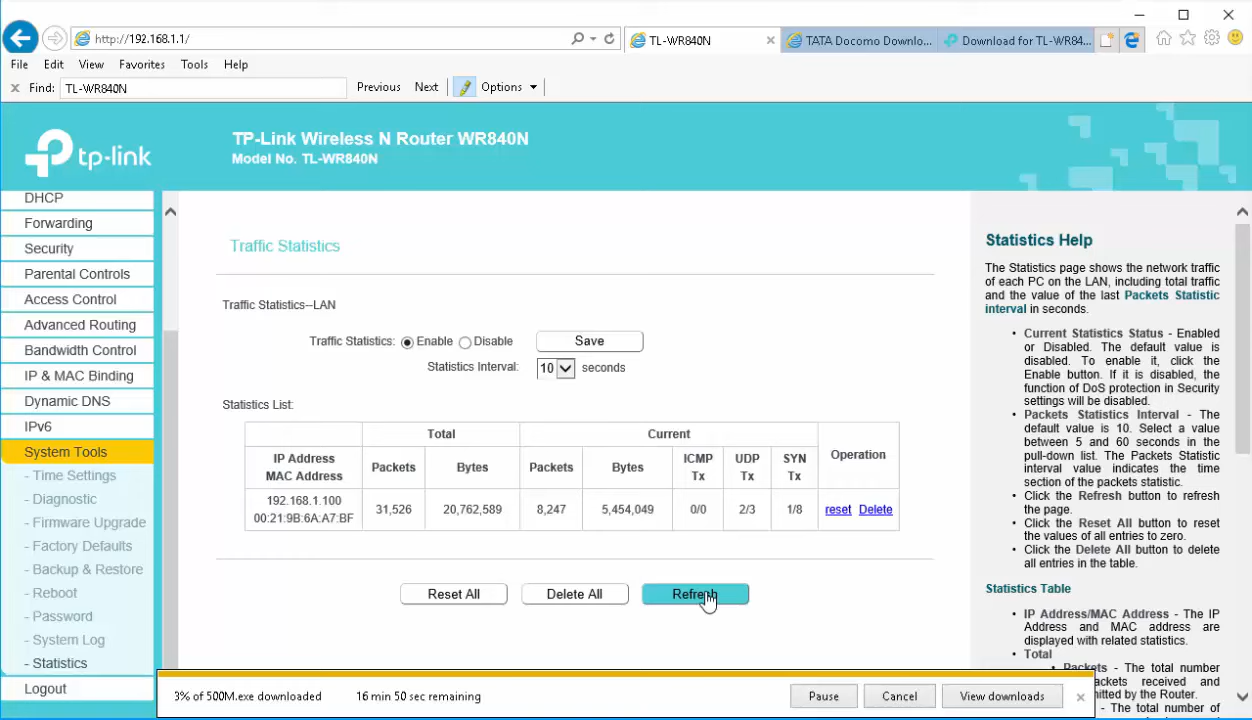 http://192.168.1.1/
TL-WR840N
TATA Docomo Downlo...
Download for TL-WR84...
File Edit View Favorites Tools Help
Find: TL-WR840N Previous Next Options
tp-link
TP-Link Wireless N Router WR840N
Model No. TL-WR840N
DHCP
Forwarding
Security
Parental Controls
Access Control
Advanced Routing
Bandwidth Control
IP & MAC Binding
Dynamic DNS
IPv6
System Tools
- Time Settings
- Diagnostic
- Firmware Upgrade
- Factory Defaults
- Backup & Restore
- Reboot
- Password
- System Log
- Statistics
Logout
Traffic Statistics
Traffic Statistics--LAN
Traffic Statistics: Enable Disable Save
Statistics Interval: 10 seconds
Statistics List:
Total Current
IP Address
MAC Address
Packets Bytes Packets Bytes ICMP Tx UDP Tx SYN Tx Operation
192.168.1.100
00:21:9B:6A:A7:BF
31,526 20,762,589 8,247 5,454,049 0/0 2/3 1/8 reset Delete
Reset All Delete All Refresh
Statistics Help
The Statistics page shows the network traffic
of each PC on the LAN, including total traffic
and the value of the last Packets Statistic
interval in seconds.
• Current Statistics Status - Enabled
or Disabled. The default value is
disabled. To enable it, click the
Enable button. If it is disabled, the
function of DoS protection in Security
settings will be disabled.
• Packets Statistics Interval - The
default value is 10. Select a value
between 5 and 60 seconds in the
pull-down list. The Packets Statistic
interval value indicates the time
section of the packets statistic.
• Click the Refresh button to refresh
the page.
• Click the Reset All button to reset
the values of all entries to zero.
• Click the Delete All button to delete
all entries in the table.
Statistics Table
• IP Address/MAC Address - The IP
Address and MAC address are
displayed with related statistics.
• Total
• Packets - The total number
received and
by the Router.
- The total number of
3% of 500M.exe downloaded 16 min 50 sec remaining Pause Cancel View downloads